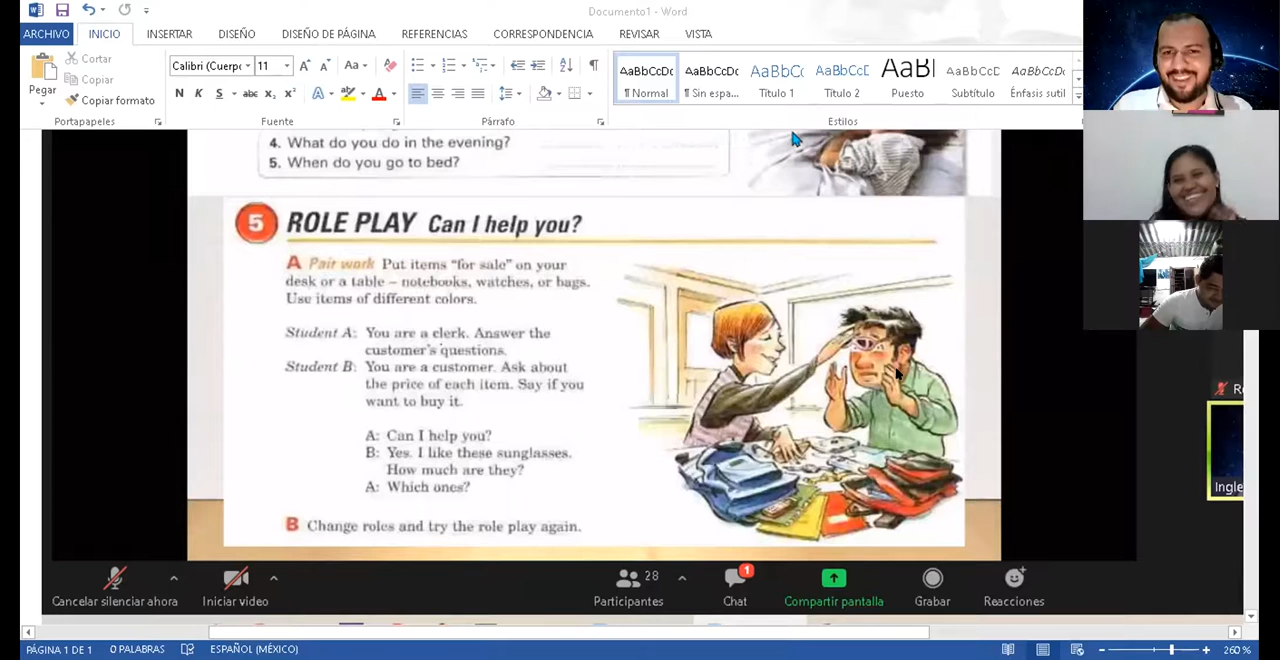 Documento1 - Word
ARCHIVO INICIO INSERTAR DISEÑO DISEÑO DE PÁGINA REFERENCIAS CORRESPONDENCIA REVISAR VISTA
Pegar
Cortar
Copiar
Copiar formato
Portapapeles
Calibri (Cuerpo 11
N K S abc x₂ x²
Fuente
Párrafo
AaBbCcDc AaBbCcDc AaBbCc AaBbCcD AaBl AaBbCcD AaBbCcDc
¶ Normal ¶ Sin espa... Título 1 Título 2 Puesto Subtítulo Énfasis sutil
Estilos
4. What do you do in the evening?
5. When do you go to bed?
5 ROLE PLAY Can I help you?
A Pair work Put items "for sale" on your
desk or a table – notebooks, watches, or bags.
Use items of different colors.
Student A: You are a clerk. Answer the
customer's questions.
Student B: You are a customer. Ask about
the price of each item. Say if you
want to buy it.
A: Can I help you?
B: Yes. I like these sunglasses.
How much are they?
A: Which ones?
B Change roles and try the role play again.
Ingle
Cancelar silenciar ahora
Iniciar video
28
Participantes
1
Chat
Compartir pantalla
Grabar
Reacciones
PÁGINA 1 DE 1 0 PALABRAS ESPAÑOL (MÉXICO) 260 %